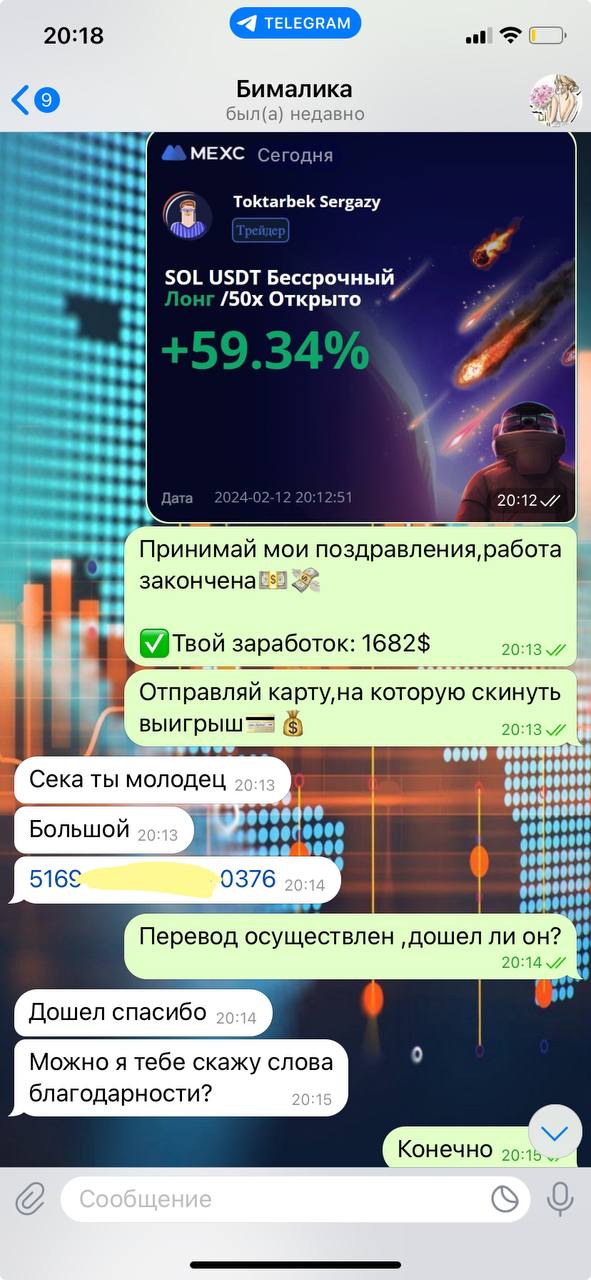 20:18
TELEGRAM
9
Бималика
был(а) недавно
MEXC Сегодня
Toktarbek Sergazy
Трейдер
SOL USDT Бессрочный
Лонг /50x Открыто
+59.34%
Дата 2024-02-12 20:12:51
20:12
Принимай мои поздравления,работа
закончена💵💸
✅Твой заработок: 1682$
20:13
Отправляй карту,на которую скинуть
выигрыш💳💰
20:13
Сека ты молодец 20:13
Большой 20:13
5169 0376 20:14
Перевод осуществлен ,дошел ли он?
20:14
Дошел спасибо 20:14
Можно я тебе скажу слова
благодарности? 20:15
Конечно 20:15
Сообщение